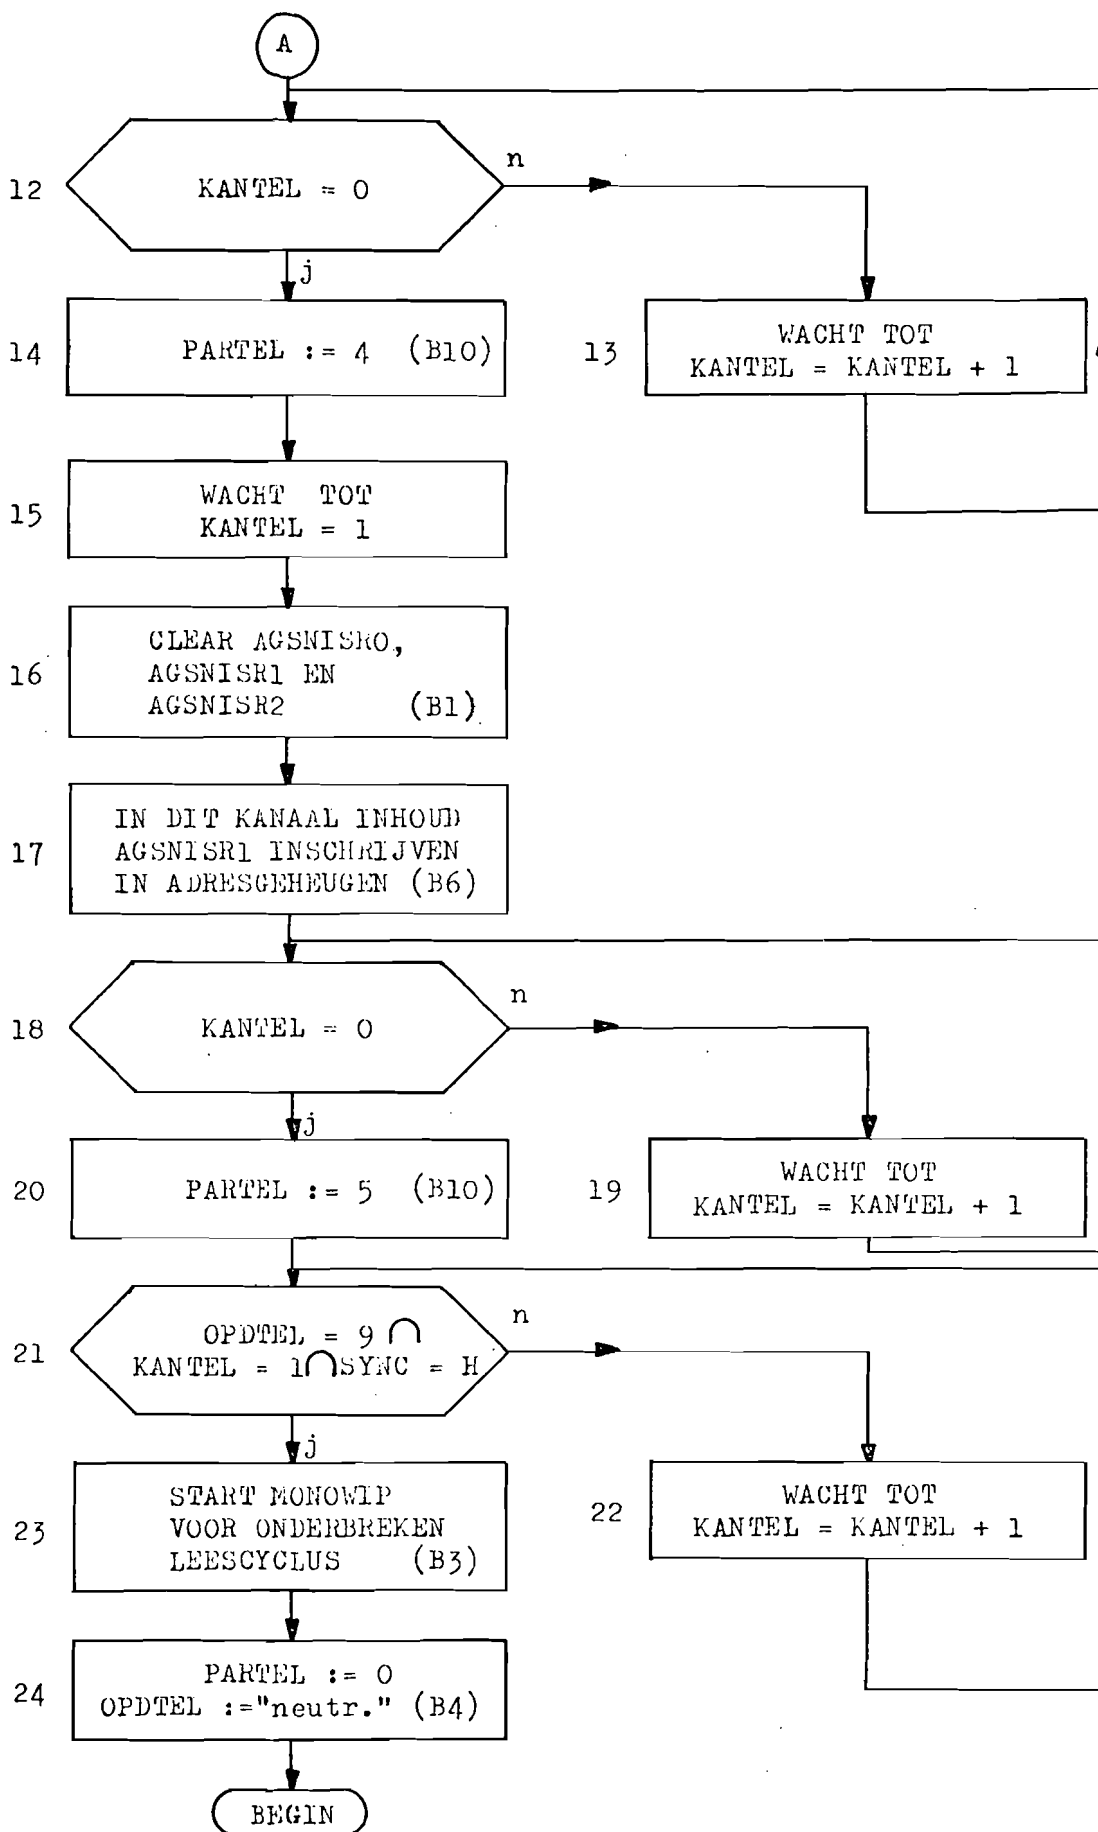 A
n
12
KANTEL = 0
j
14
PARTEL := 4 (B10)
13
WACHT TOT
KANTEL = KANTEL + 1
15
WACHT TOT
KANTEL = 1
16
CLEAR AGSNISR0,
AGSNISR1 EN
AGSNISR2 (B1)
17
IN DIT KANAAL INHOUD
AGSNISR1 INSCHRIJVEN
IN ADRESGEHEUGEN (B6)
n
18
KANTEL = 0
j
20
PARTEL := 5 (B10)
19
WACHT TOT
KANTEL = KANTEL + 1
n
21
OPDTEL = 9 ∩
KANTEL = 1∩SYNC = H
j
23
START MONOWIP
VOOR ONDERBREKEN
LEESCYCLUS (B3)
22
WACHT TOT
KANTEL = KANTEL + 1
24
PARTEL := 0
OPDTEL :="neutr." (B4)
BEGIN